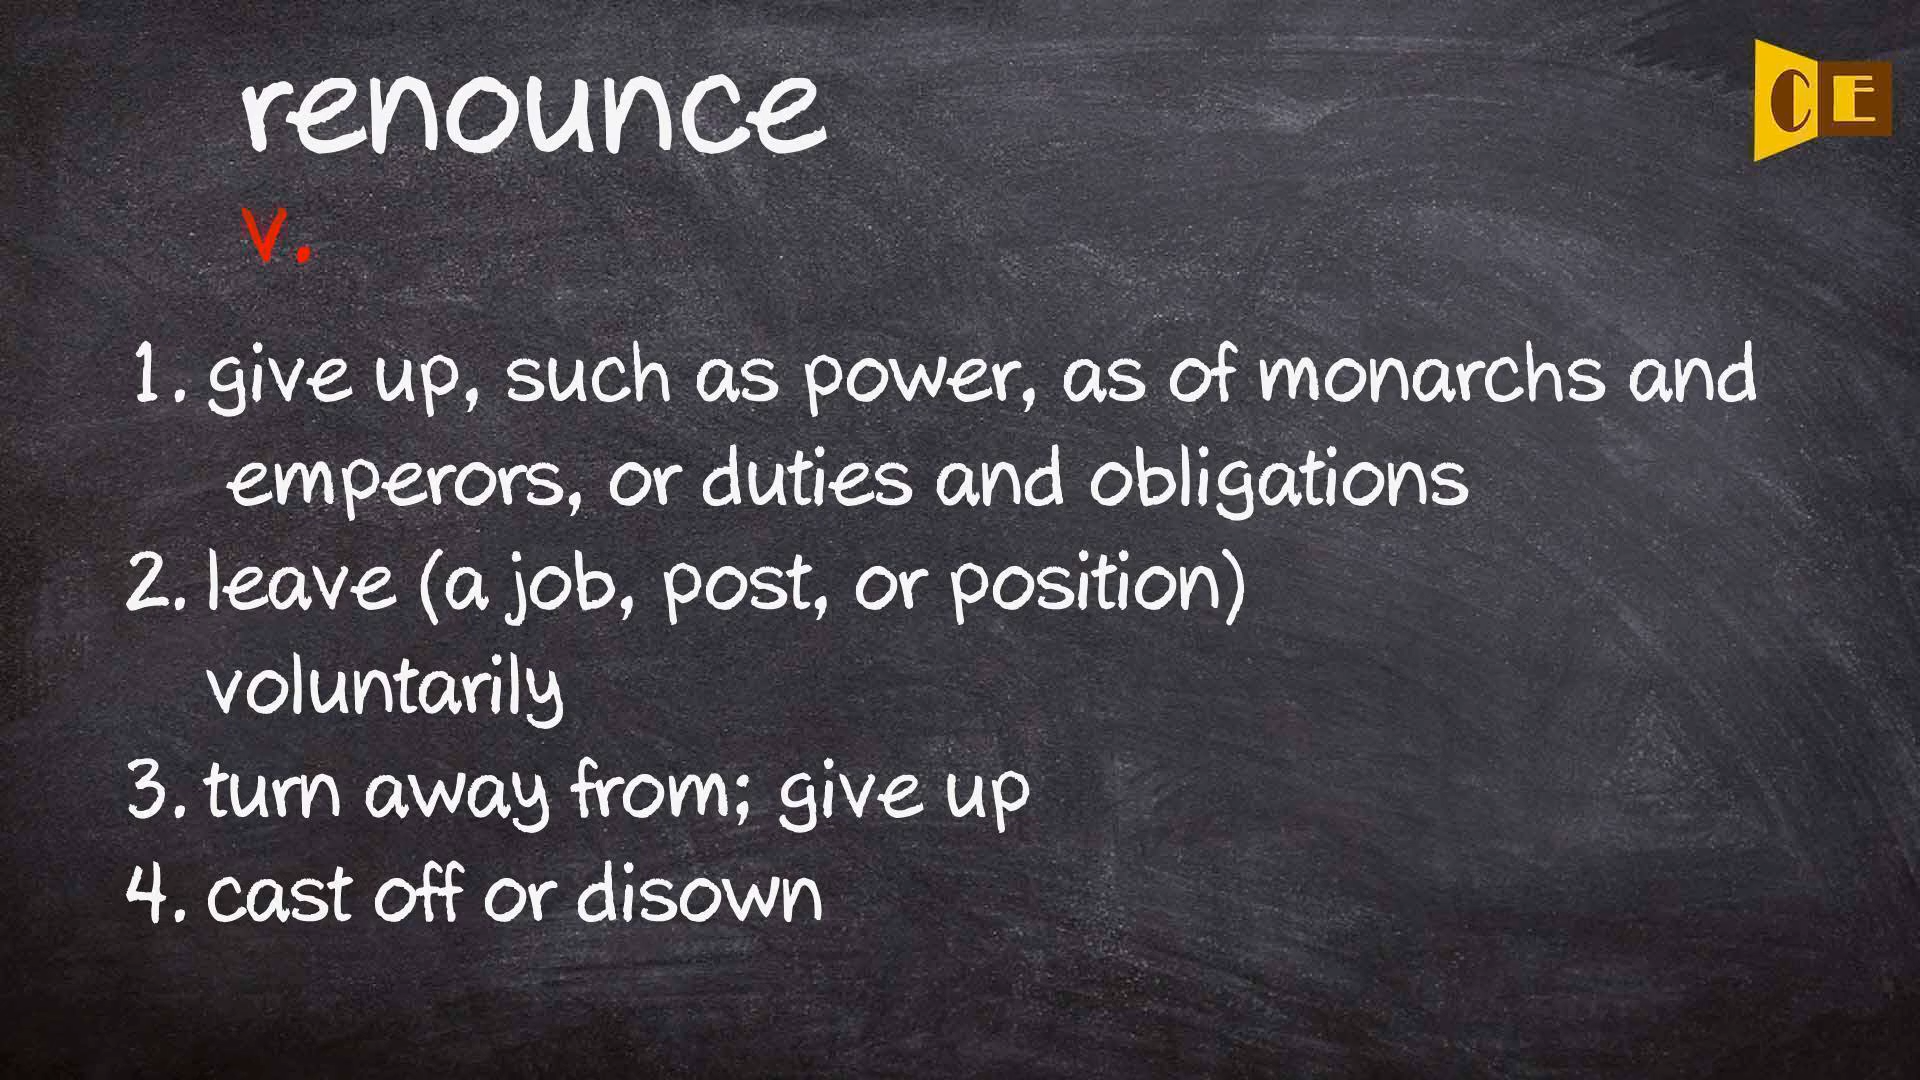 renounce
CE
v.
1. give up, such as power, as of monarchs and
emperors, or duties and obligations
2. leave (a job, post, or position)
voluntarily
3. turn away from; give up
4. cast off or disown